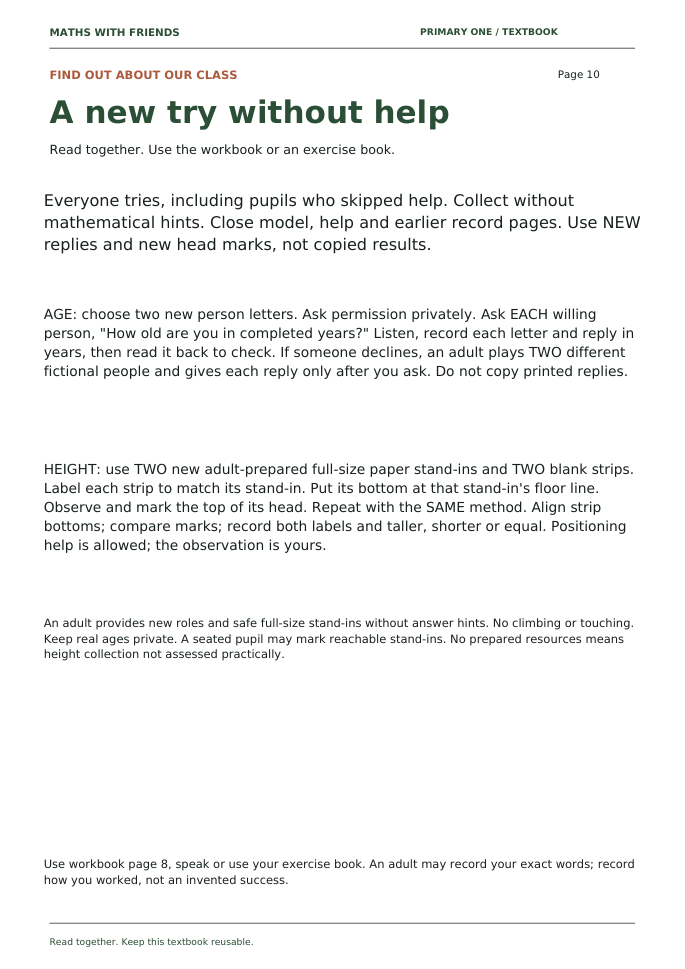 MATHS WITH FRIENDS
PRIMARY ONE / TEXTBOOK
FIND OUT ABOUT OUR CLASS
Page 10
A new try without help
Read together. Use the workbook or an exercise book.
Everyone tries, including pupils who skipped help. Collect without
mathematical hints. Close model, help and earlier record pages. Use NEW
replies and new head marks, not copied results.
AGE: choose two new person letters. Ask permission privately. Ask EACH willing
person, "How old are you in completed years?" Listen, record each letter and reply in
years, then read it back to check. If someone declines, an adult plays TWO different
fictional people and gives each reply only after you ask. Do not copy printed replies.
HEIGHT: use TWO new adult-prepared full-size paper stand-ins and TWO blank strips.
Label each strip to match its stand-in. Put its bottom at that stand-in's floor line.
Observe and mark the top of its head. Repeat with the SAME method. Align strip
bottoms; compare marks; record both labels and taller, shorter or equal. Positioning
help is allowed; the observation is yours.
An adult provides new roles and safe full-size stand-ins without answer hints. No climbing or touching.
Keep real ages private. A seated pupil may mark reachable stand-ins. No prepared resources means
height collection not assessed practically.
Use workbook page 8, speak or use your exercise book. An adult may record your exact words; record
how you worked, not an invented success.
Read together. Keep this textbook reusable.